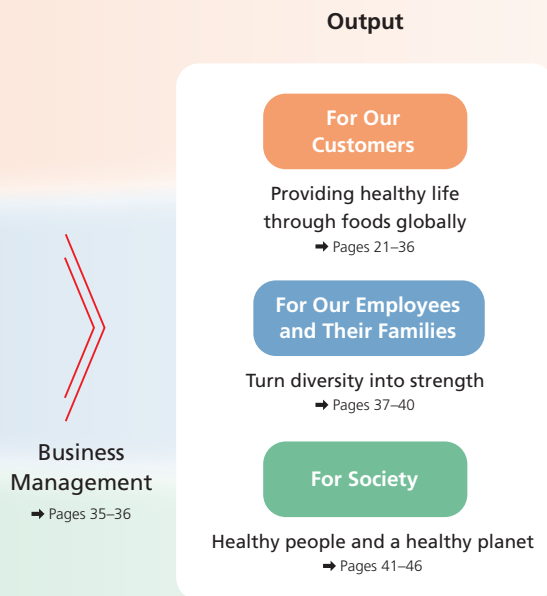 Output
For Our
Customers
Providing healthy life
through foods globally
➡ Pages 21–36
For Our Employees
and Their Families
Turn diversity into strength
➡ Pages 37–40
Business
Management
➡ Pages 35–36
For Society
Healthy people and a healthy planet
➡ Pages 41–46